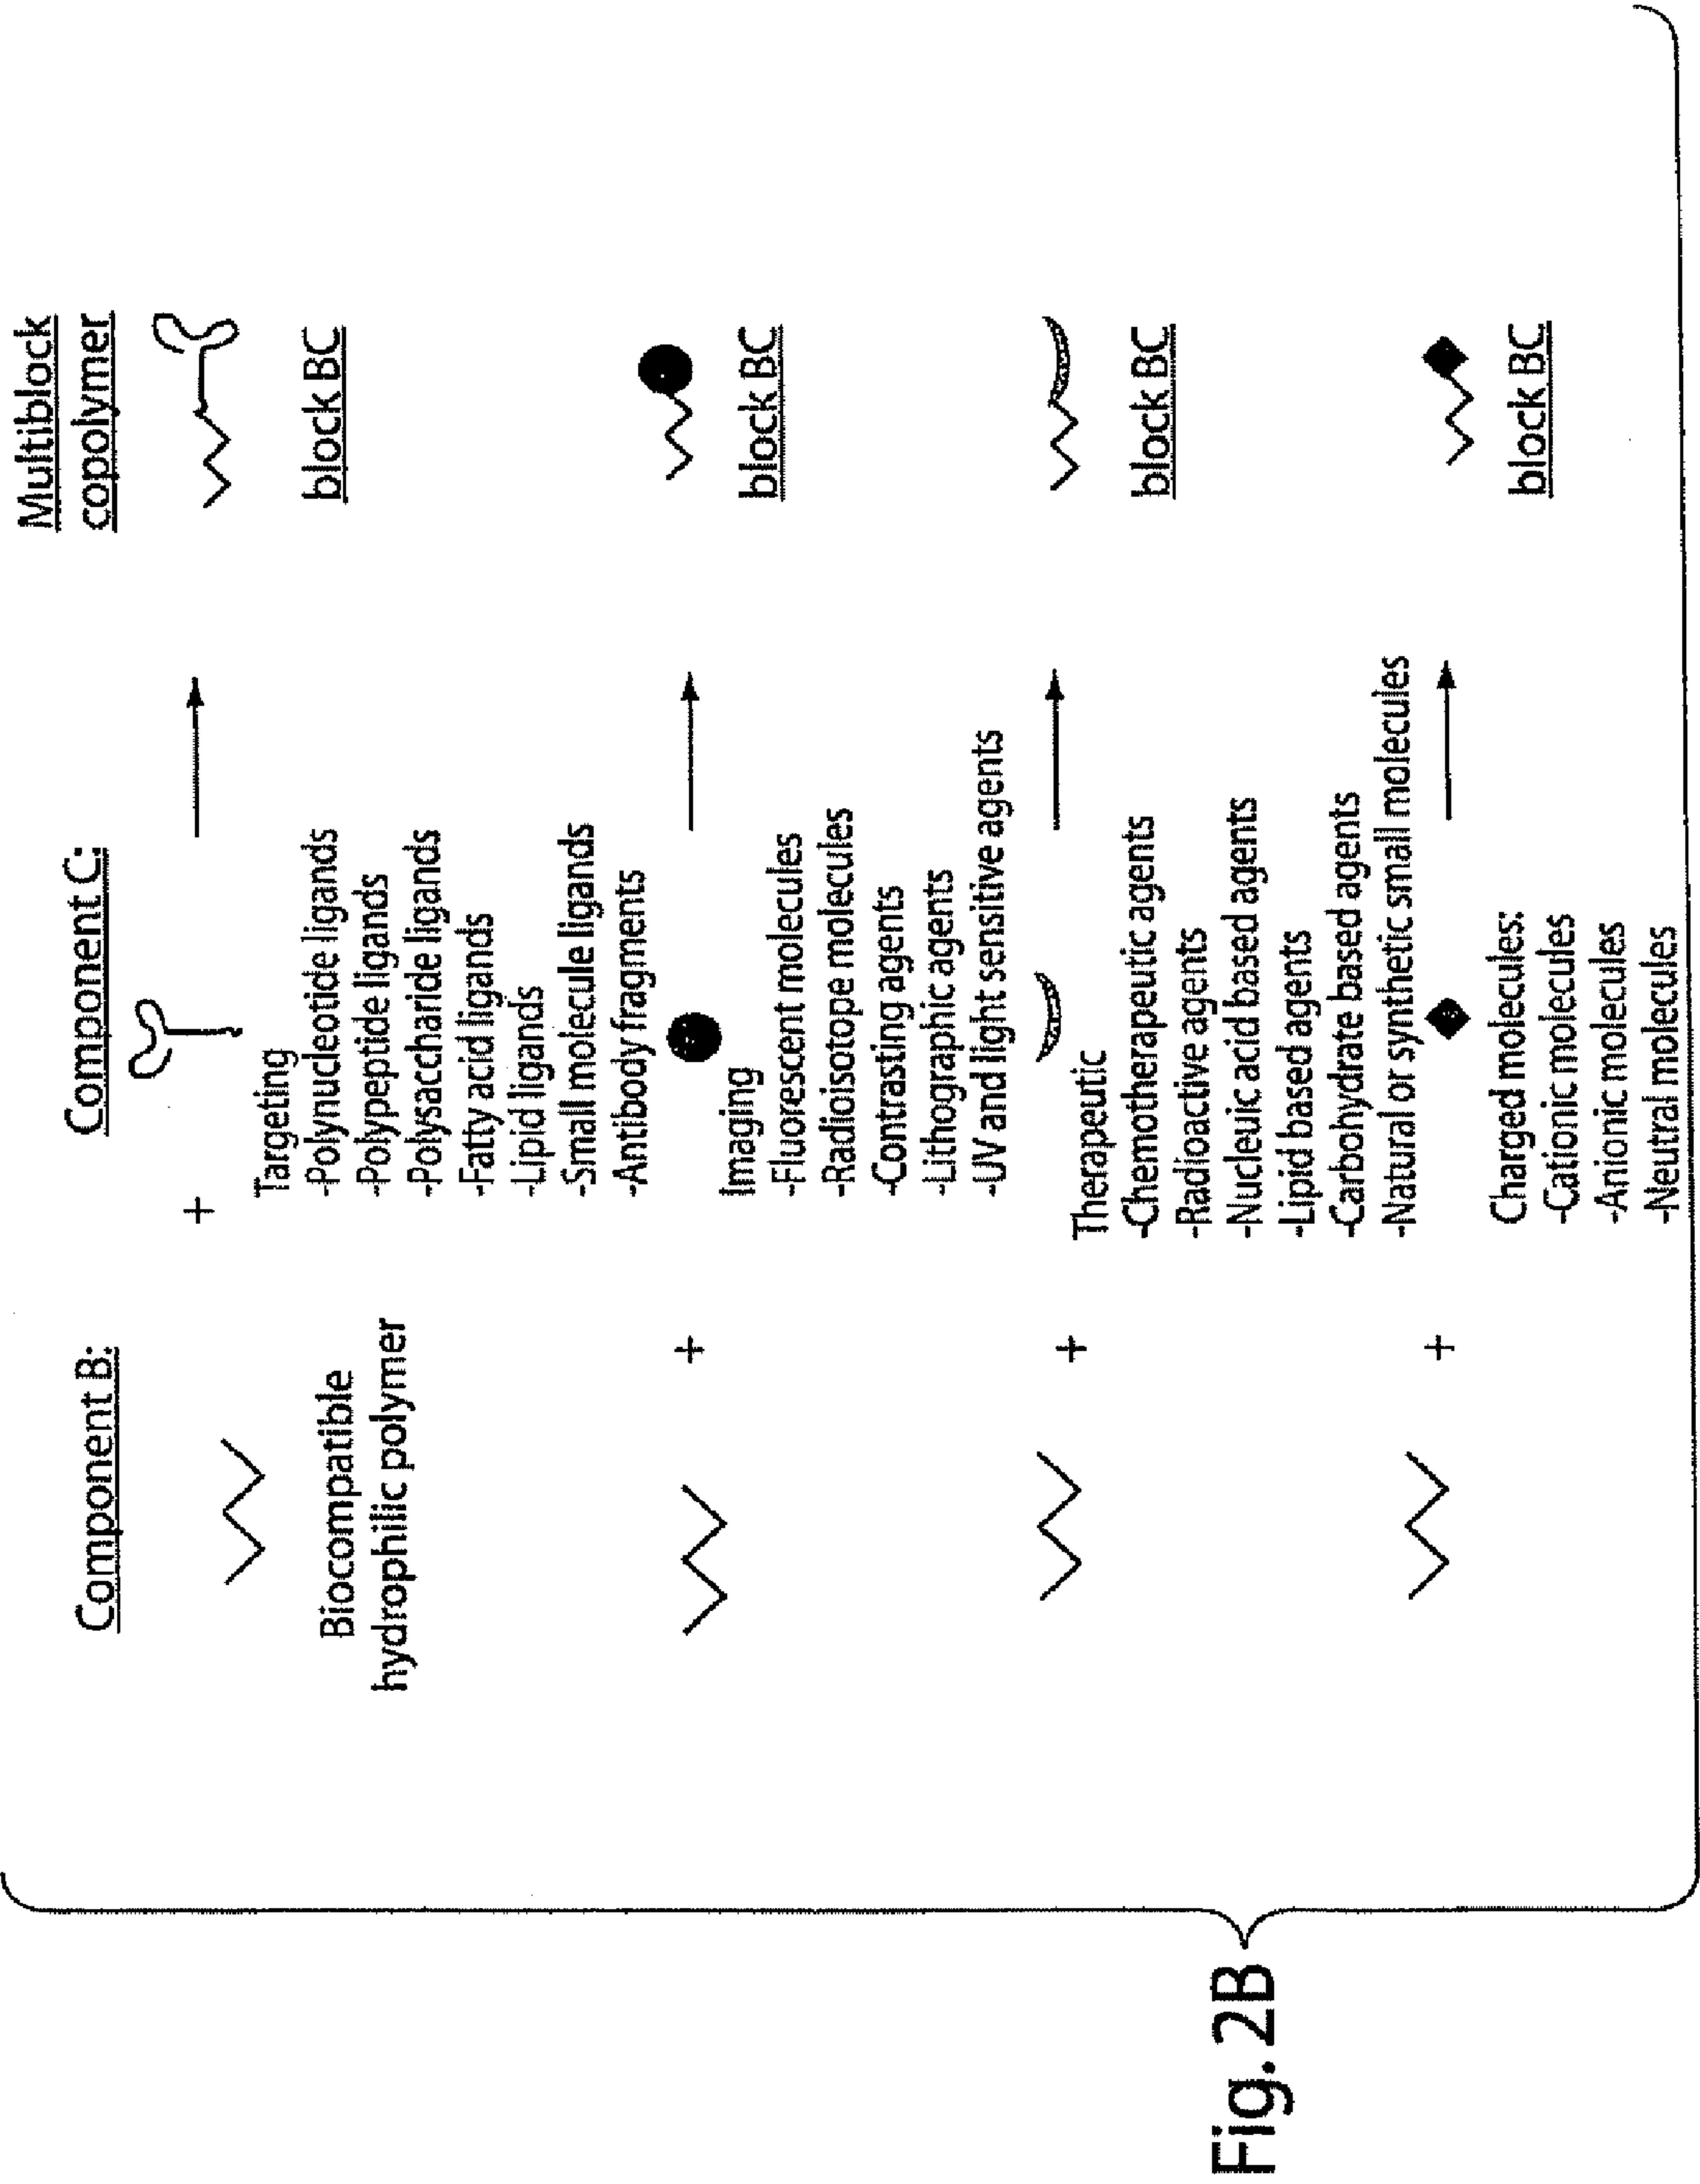 Component B:
Component C:
Multiblock
copolymer
+
Biocompatible
hydrophilic polymer
Targeting
-Polynucleotide ligands
-Polypeptide ligands
-Polysaccharide ligands
-Fatty acid ligands
-Lipid ligands
-Small molecule ligands
-Antibody fragments
block BC
+
Imaging
-Fluorescent molecules
-Radioisotope molecules
-Contrasting agents
-Lithographic agents
-UV and light sensitive agents
block BC
+
Therapeutic
-Chemotherapeutic agents
-Radioactive agents
-Nucleuic acid based agents
-Lipid based agents
-Carbohydrate based agents
-Natural or synthetic small molecules
block BC
+
Charged molecules:
-Cationic molecules
-Anionic molecules
-Neutral molecules
block BC
Fig. 2B